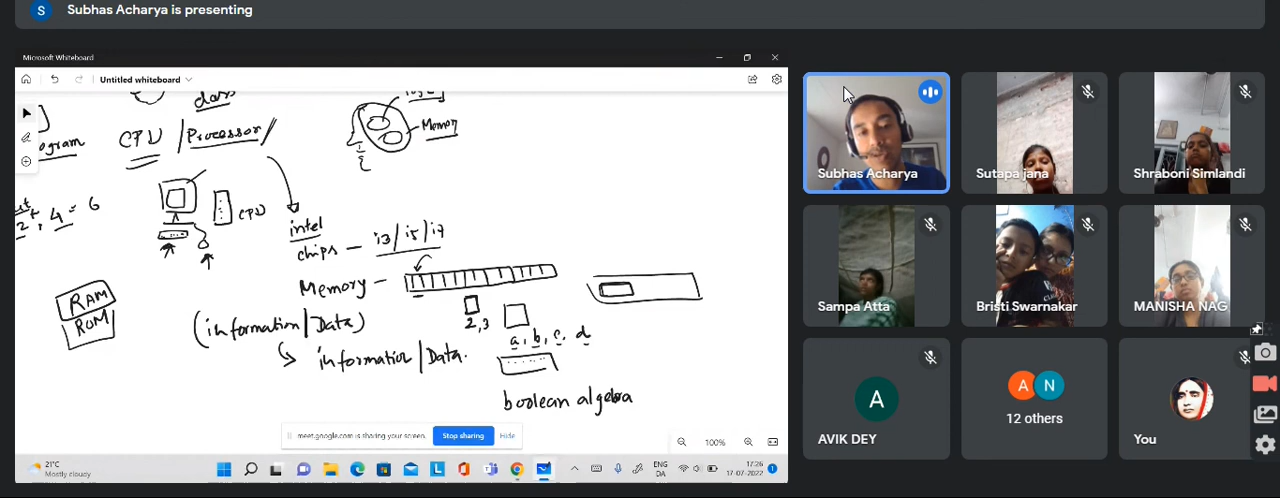 S Subhas Acharya is presenting
Microsoft Whiteboard
Untitled whiteboard
dars
ogram
CPU / Processor/
Memory
2+, 4 = 6
CPU
intel
chips - i3/i5/i7
Memory -
RAM
ROM
2,3
(information/Data)
a, b, c, d
information/Data.
boolean algebra
meet.google.com is sharing your screen.
Stop sharing
Hide
100%
21°C
Mostly cloudy
ENG
DA
17:26
17-07-2022
Subhas Acharya
Sutapa jana
Shraboni Simlandi
Sampa Atta
Bristi Swarnakar
MANISHA NAG
A
AVIK DEY
A N
12 others
You